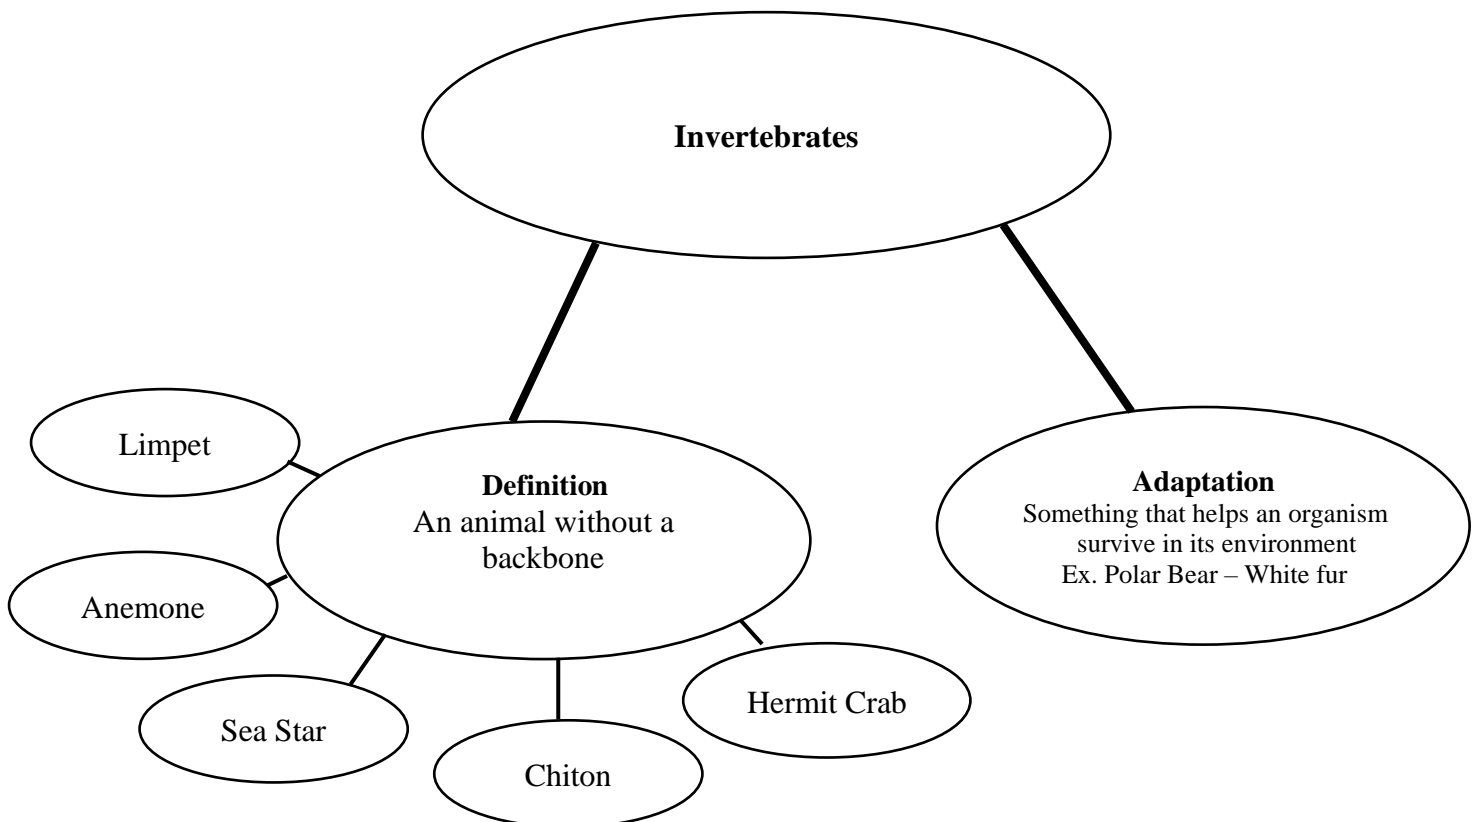 Invertebrates
Limpet
Definition
An animal without a
backbone
Adaptation
Something that helps an organism
survive in its environment
Ex. Polar Bear – White fur
Anemone
Sea Star
Chiton
Hermit Crab